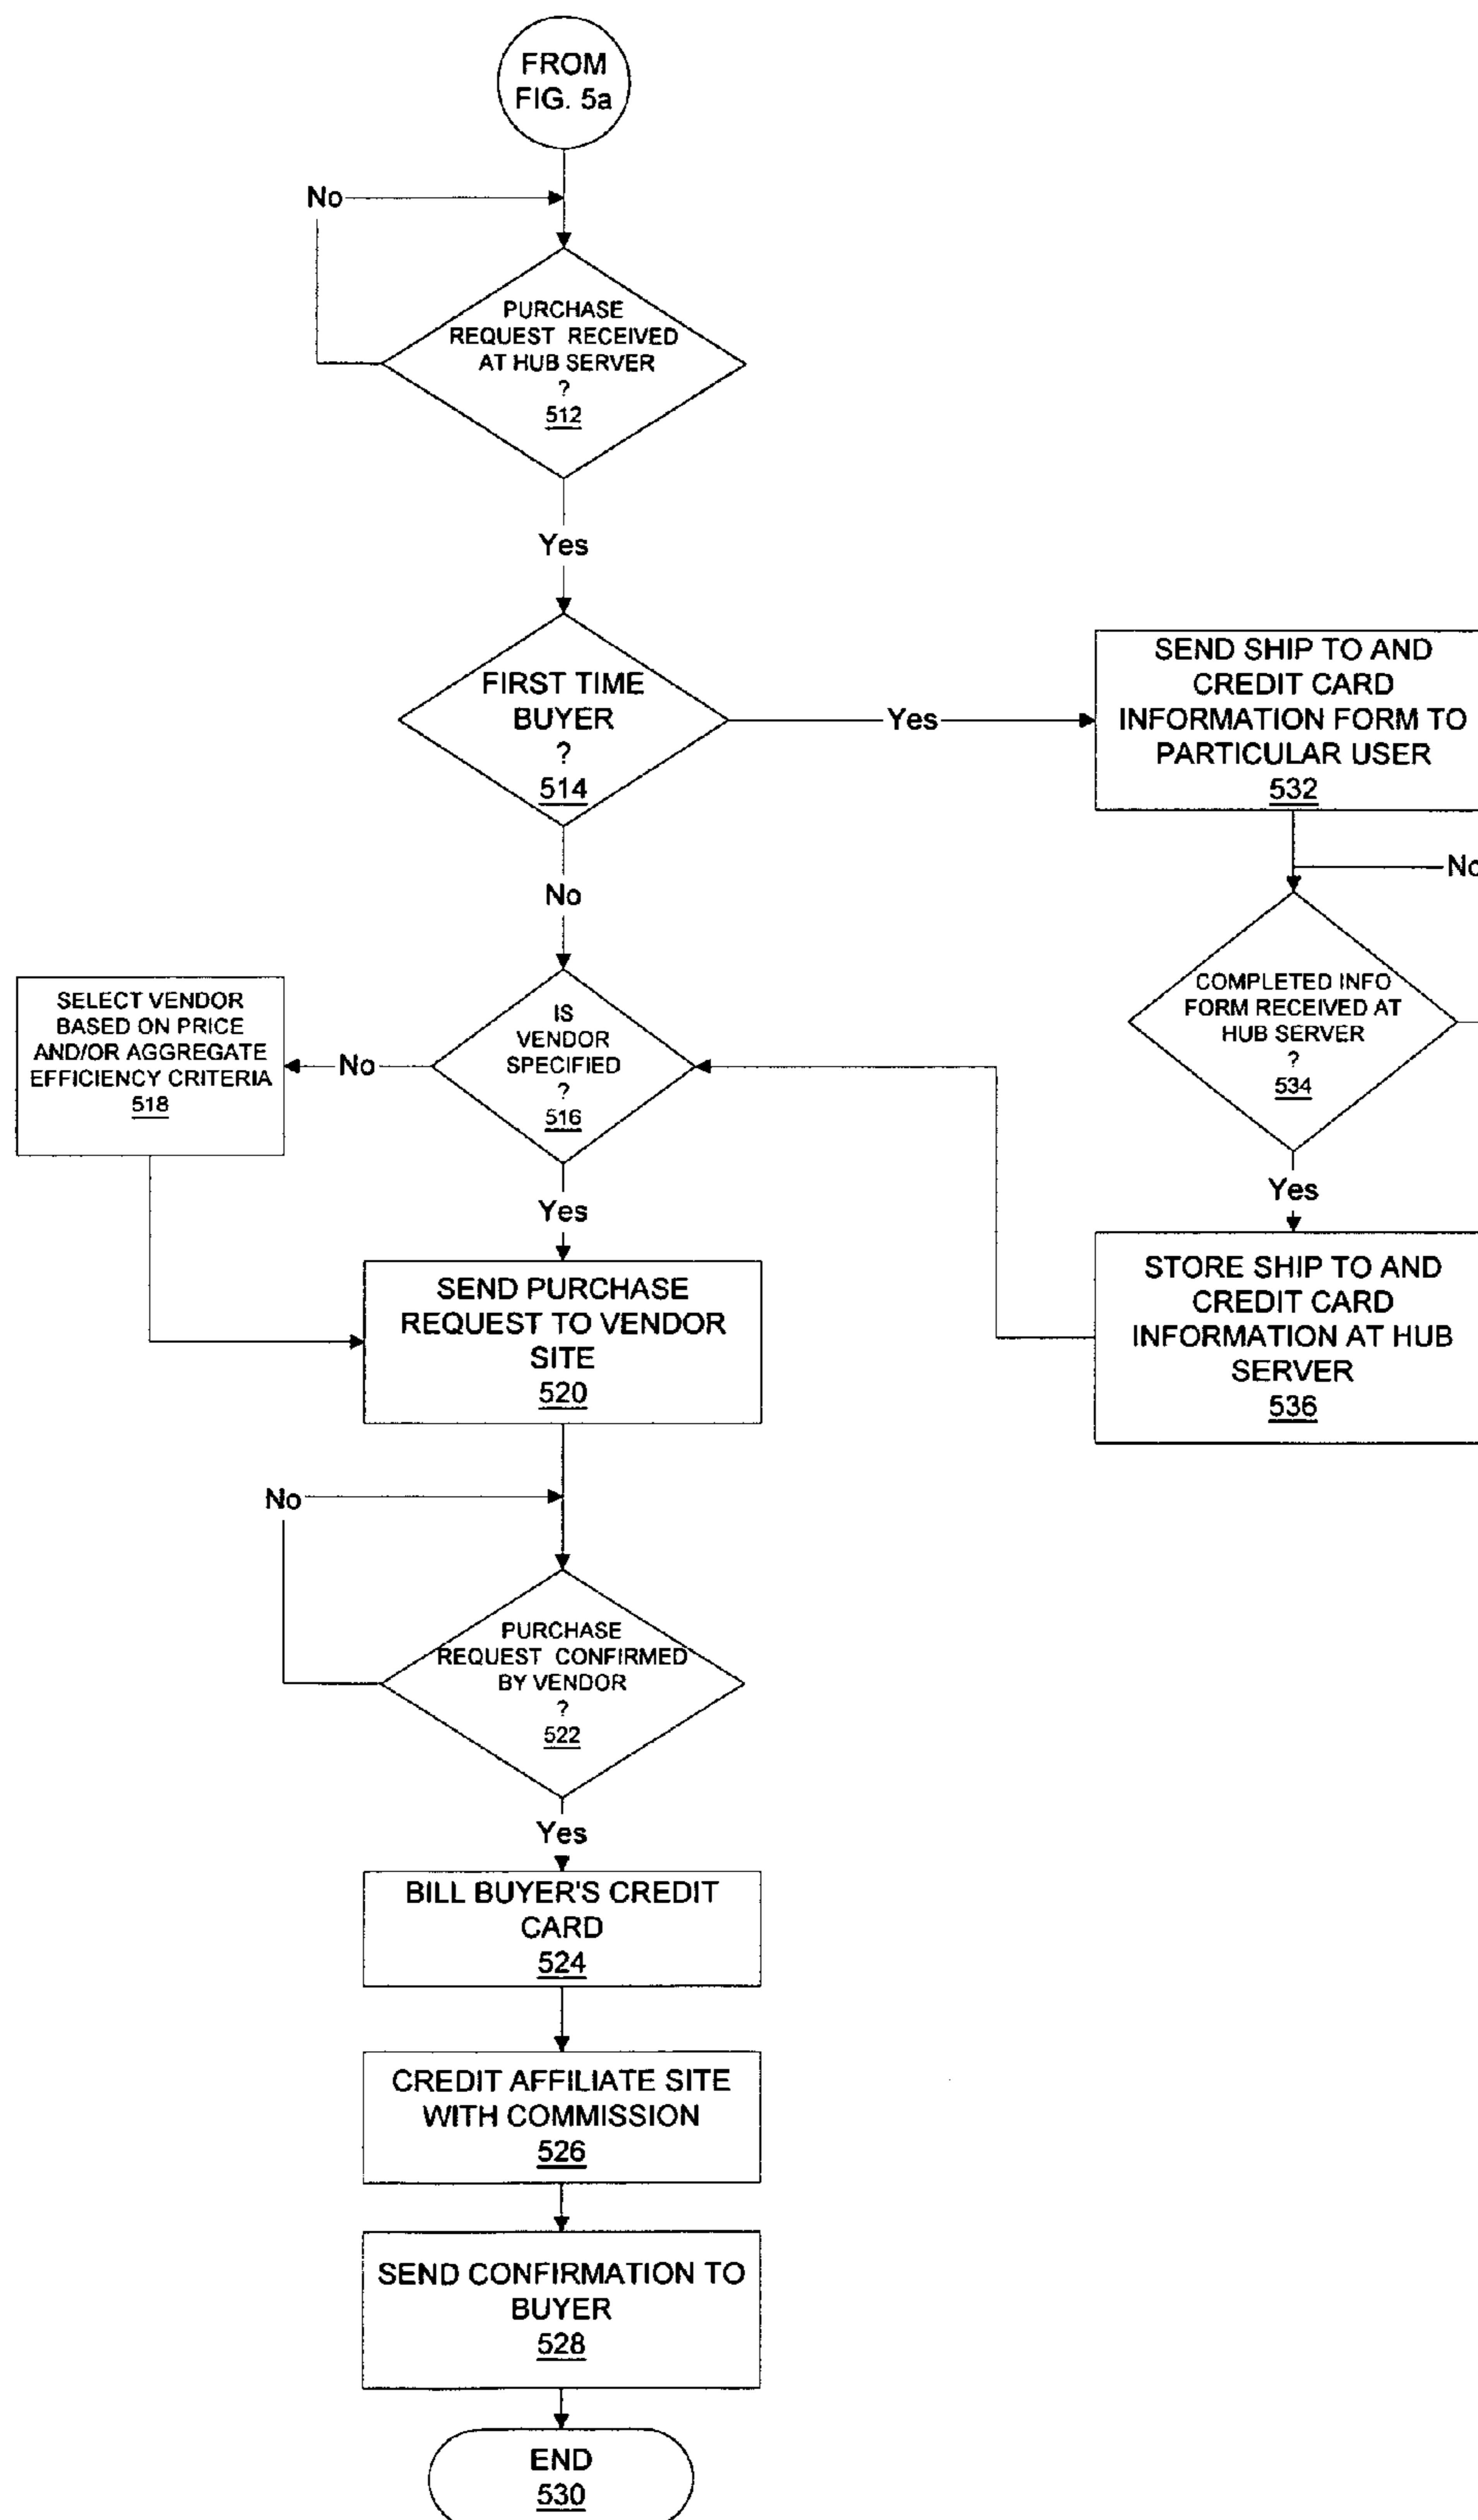 FROM
FIG. 5a
No
PURCHASE
REQUEST RECEIVED
AT HUB SERVER
?
512
Yes
FIRST TIME
BUYER
?
514
Yes
SEND SHIP TO AND
CREDIT CARD
INFORMATION FORM TO
PARTICULAR USER
532
No
No
COMPLETED INFO
FORM RECEIVED AT
HUB SERVER
?
534
SELECT VENDOR
BASED ON PRICE
AND/OR AGGREGATE
EFFICIENCY CRITERIA
518
No
IS
VENDOR
SPECIFIED
?
516
Yes
Yes
SEND PURCHASE
REQUEST TO VENDOR
SITE
520
STORE SHIP TO AND
CREDIT CARD
INFORMATION AT HUB
SERVER
536
No
PURCHASE
REQUEST CONFIRMED
BY VENDOR
?
522
Yes
BILL BUYER'S CREDIT
CARD
524
CREDIT AFFILIATE SITE
WITH COMMISSION
526
SEND CONFIRMATION TO
BUYER
528
END
530